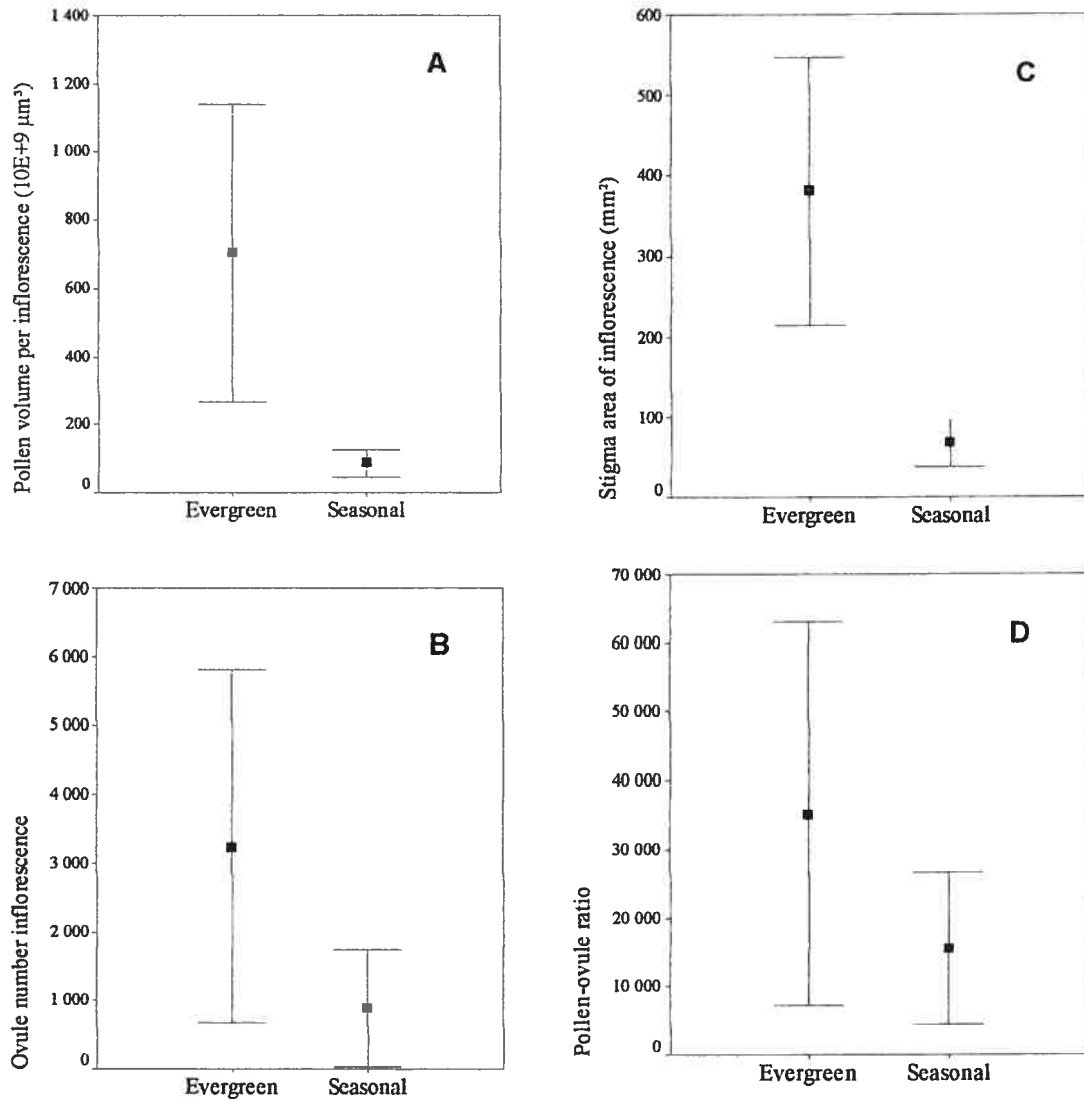 A
Pollen volume per inflorescence (10E+9 µm³)
1 400
1 200
1 000
800
600
400
200
0
Evergreen
Seasonal
C
Stigma area of inflorescence (mm²)
600
500
400
300
200
100
0
Evergreen
Seasonal
B
Ovule number inflorescence
7 000
6 000
5 000
4 000
3 000
2 000
1 000
0
Evergreen
Seasonal
D
Pollen-ovule ratio
70 000
60 000
50 000
40 000
30 000
20 000
10 000
0
Evergreen
Seasonal